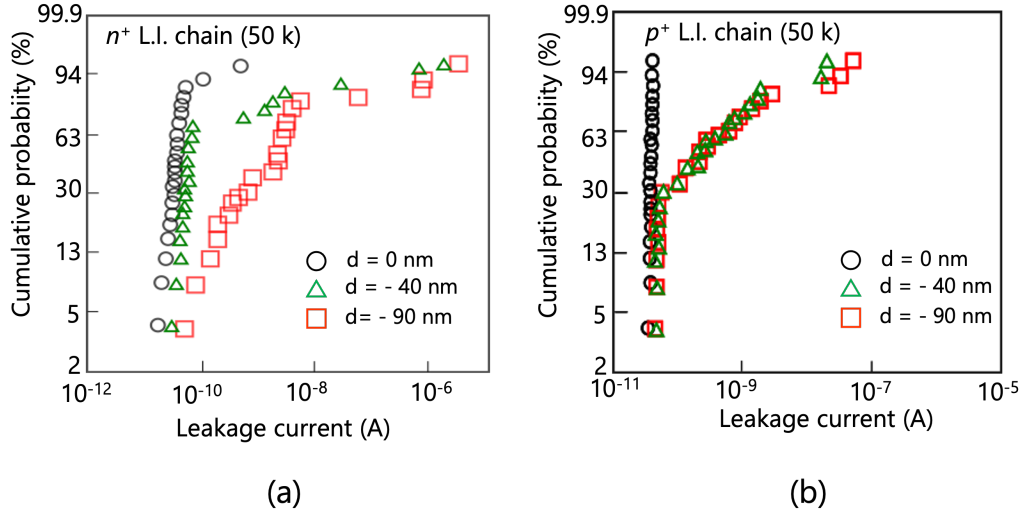 99.9
94
63
30
13
5
2
Cumulative probabiity (%)
n⁺ L.I. chain (50 k)
d = 0 nm
d = - 40 nm
d= - 90 nm
10⁻¹² 10⁻¹⁰ 10⁻⁸ 10⁻⁶
Leakage current (A)
(a)
99.9
94
63
30
13
5
2
Cumulative probability (%)
p⁺ L.I. chain (50 k)
d = 0 nm
d = - 40 nm
d = - 90 nm
10⁻¹¹ 10⁻⁹ 10⁻⁷ 10⁻⁵
Leakage current (A)
(b)